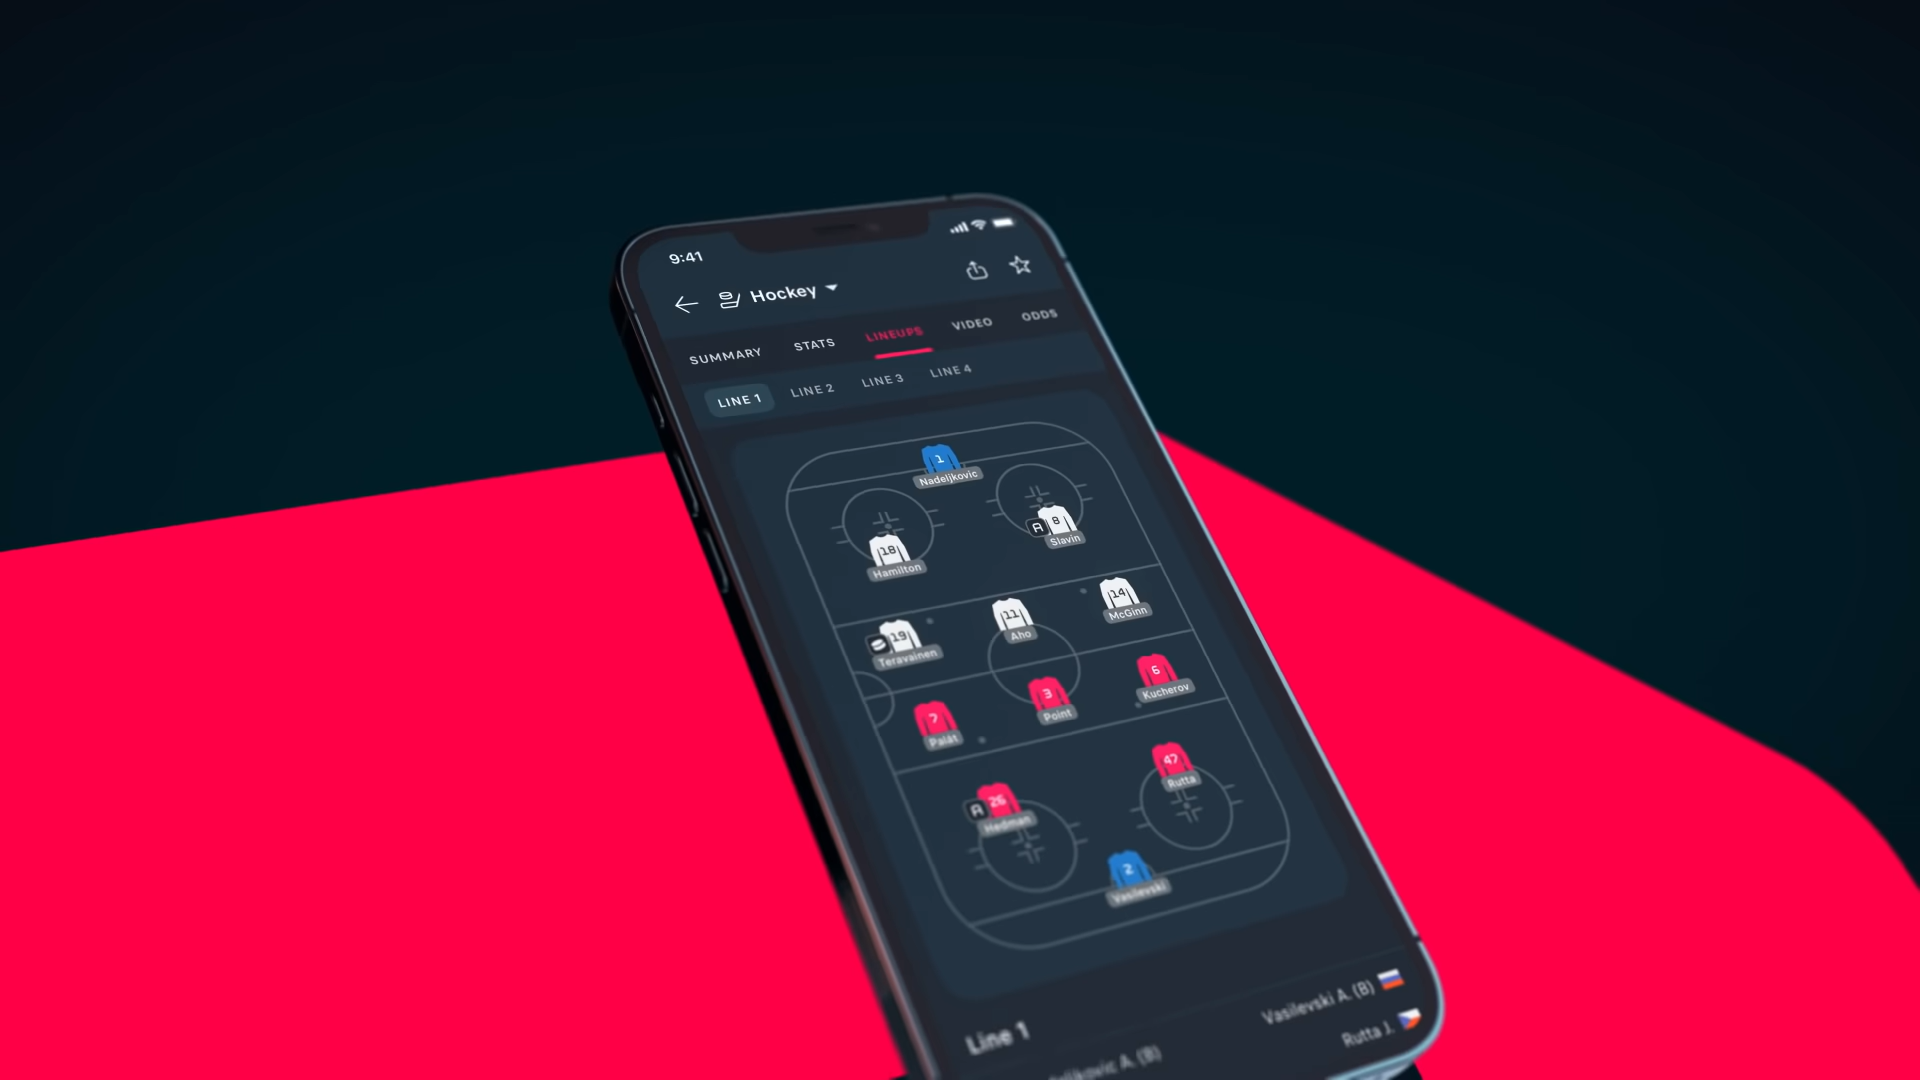 9:41
Hockey
SUMMARY STATS LINEUPS VIDEO ODDS
LINE 1 LINE 2 LINE 3 LINE 4
1
Nadeljkovic
A 8
Slavin
18
Hamilton
14
McGinn
11
Aho
19
Teravainen
6
Kucherov
3
Point
7
Palát
47
Rutta
A 26
Hedman
2
Vasilevski
Line 1
Vasilevski A. (B)
Rutta J.
A. (B)